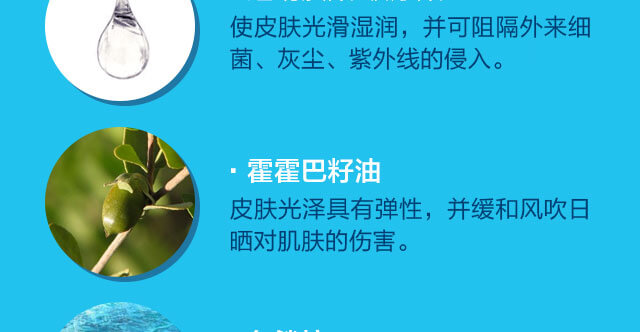 使皮肤光滑湿润，并可阻隔外来细
菌、灰尘、紫外线的侵入。
· 霍霍巴籽油
皮肤光泽具有弹性，并缓和风吹日
晒对肌肤的伤害。